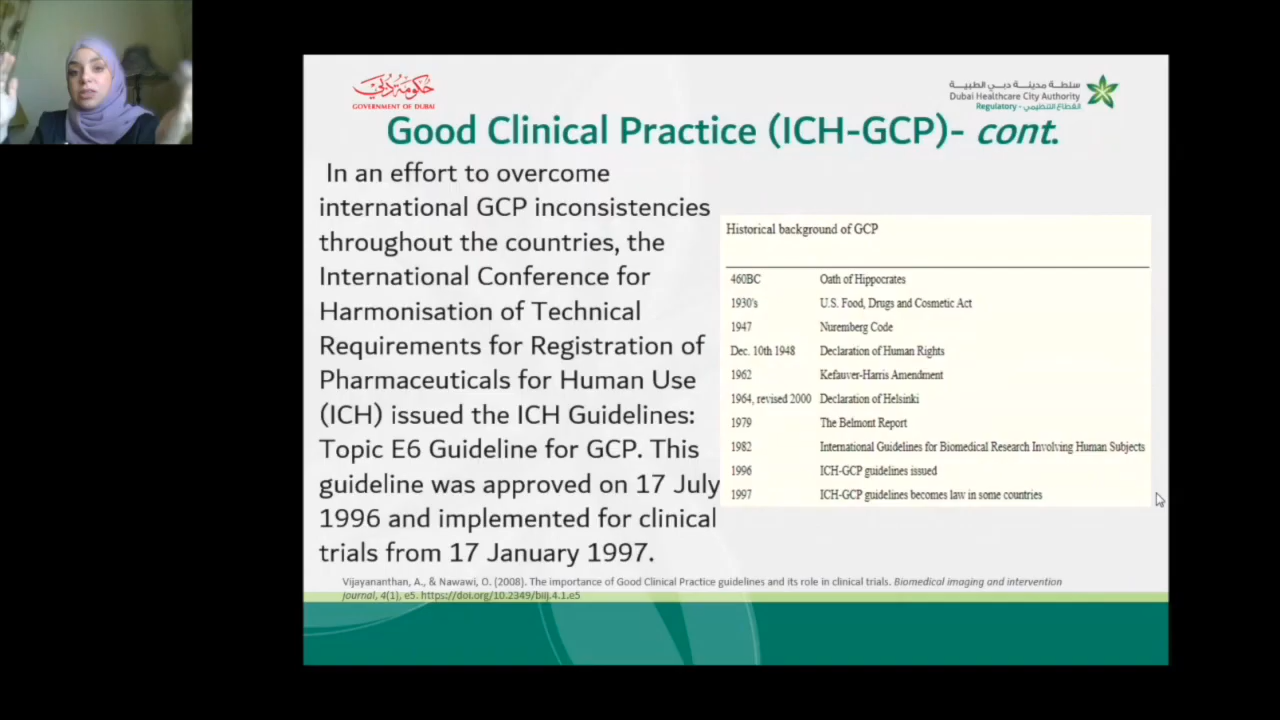 حكومة دبي
GOVERNMENT OF DUBAI
سلطة مدينة دبي الطبية
Dubai Healthcare City Authority
Regulatory - القطاع التنظيمي
Good Clinical Practice (ICH-GCP)- cont.
In an effort to overcome
international GCP inconsistencies
throughout the countries, the
International Conference for
Harmonisation of Technical
Requirements for Registration of
Pharmaceuticals for Human Use
(ICH) issued the ICH Guidelines:
Topic E6 Guideline for GCP. This
guideline was approved on 17 July
1996 and implemented for clinical
trials from 17 January 1997.
Historical background of GCP
460BC Oath of Hippocrates
1930's U.S. Food, Drugs and Cosmetic Act
1947 Nuremberg Code
Dec. 10th 1948 Declaration of Human Rights
1962 Kefauver-Harris Amendment
1964, revised 2000 Declaration of Helsinki
1979 The Belmont Report
1982 International Guidelines for Biomedical Research Involving Human Subjects
1996 ICH-GCP guidelines issued
1997 ICH-GCP guidelines becomes law in some countries
Vijayananthan, A., & Nawawi, O. (2008). The importance of Good Clinical Practice guidelines and its role in clinical trials. Biomedical imaging and intervention
journal, 4(1), e5. https://doi.org/10.2349/biij.4.1.e5